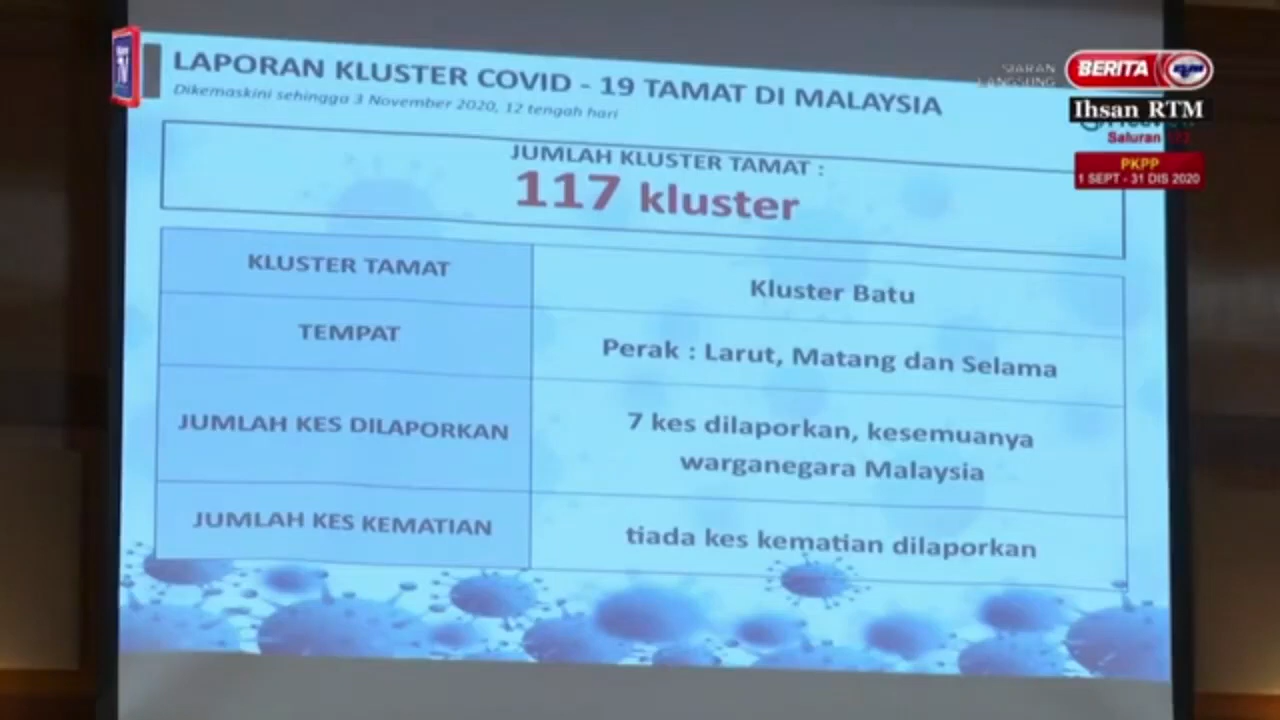 LAPORAN KLUSTER COVID - 19 TAMAT DI MALAYSIA
Dikemaskini sehingga 3 November 2020, 12 tengah hari
SIARAN
LANGSUNG
BERITA
Ihsan RTM
Saluran 123
PKPP
1 SEPT - 31 DIS 2020
JUMLAH KLUSTER TAMAT :
117 kluster
KLUSTER TAMAT
Kluster Batu
TEMPAT
Perak : Larut, Matang dan Selama
JUMLAH KES DILAPORKAN
7 kes dilaporkan, kesemuanya
warganegara Malaysia
JUMLAH KES KEMATIAN
tiada kes kematian dilaporkan